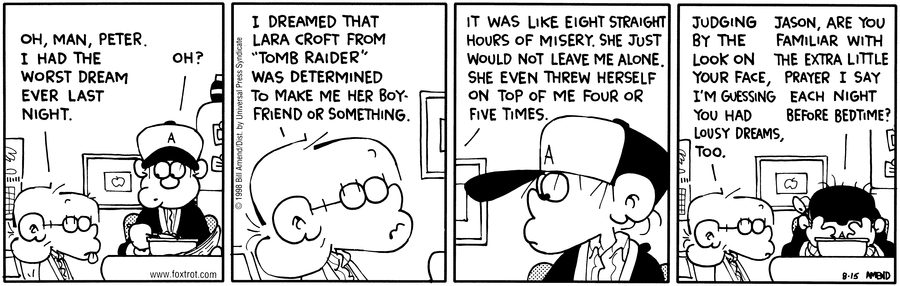 OH, MAN, PETER.
I HAD THE
WORST DREAM
EVER LAST
NIGHT.
OH?
A
www.foxtrot.com
© 1998 Bill Amend/Dist. by Universal Press Syndicate
I DREAMED THAT
LARA CROFT FROM
"TOMB RAIDER"
WAS DETERMINED
TO MAKE ME HER BOY-
FRIEND OR SOMETHING.
IT WAS LIKE EIGHT STRAIGHT
HOURS OF MISERY. SHE JUST
WOULD NOT LEAVE ME ALONE.
SHE EVEN THREW HERSELF
ON TOP OF ME FOUR OR
FIVE TIMES.
A
JUDGING
BY THE
LOOK ON
YOUR FACE,
I'M GUESSING
YOU HAD
LOUSY DREAMS,
TOO.
JASON, ARE YOU
FAMILIAR WITH
THE EXTRA LITTLE
PRAYER I SAY
EACH NIGHT
BEFORE BEDTIME?
A
8-15 AMEND